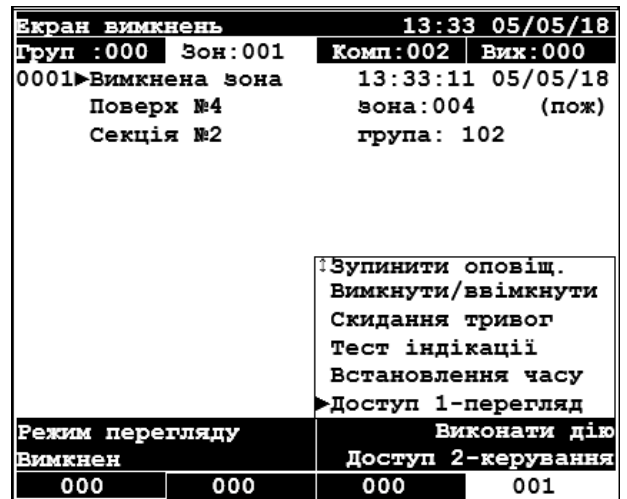 Екран вимкнень 13:33 05/05/18
Груп :000 Зон:001 Комп:002 Вих:000
0001►Вимкнена зона 13:33:11 05/05/18
Поверх №4 зона:004 (пож)
Секція №2 група: 102
↕Зупинити оповіщ.
Вимкнути/ввімкнути
Скидання тривог
Тест індікації
Встановлення часу
►Доступ 1-перегляд
Режим перегляду Виконати дію
Вимкнен Доступ 2-керування
000 000 000 001